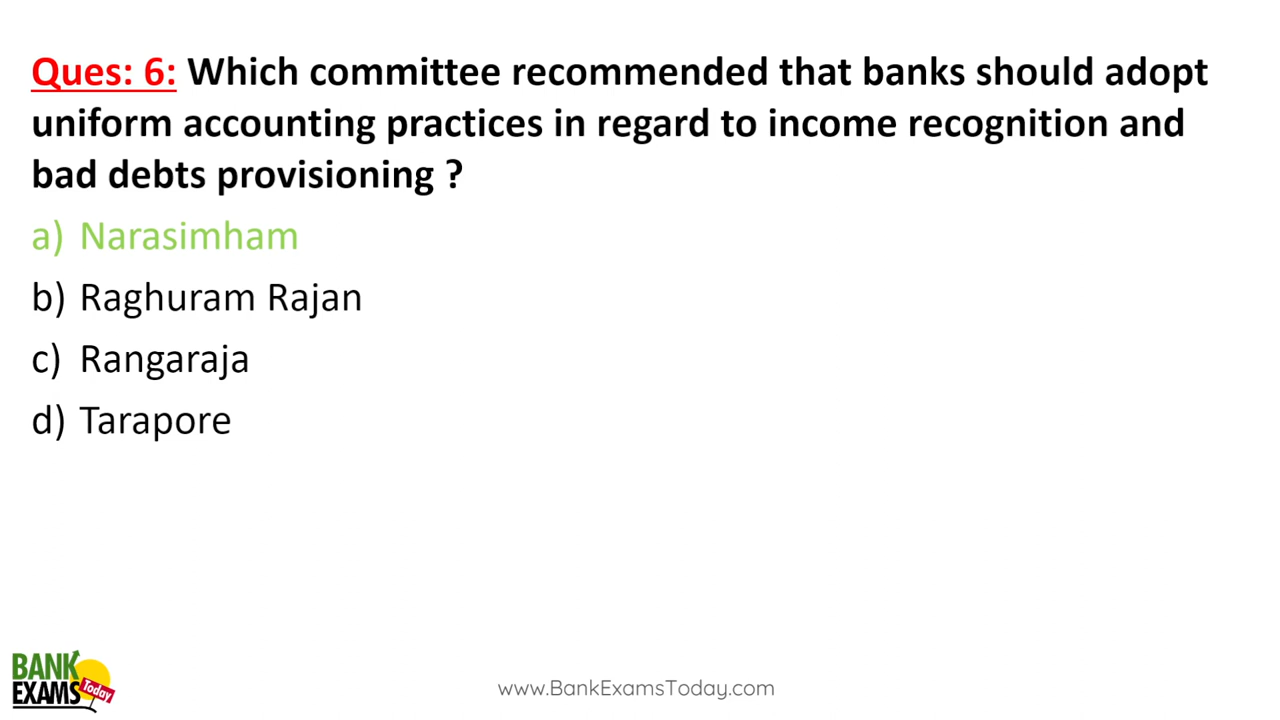 Ques: 6: Which committee recommended that banks should adopt
uniform accounting practices in regard to income recognition and
bad debts provisioning ?
a) Narasimham
b) Raghuram Rajan
c) Rangaraja
d) Tarapore
BANK
EXAMS Today
www.BankExamsToday.com